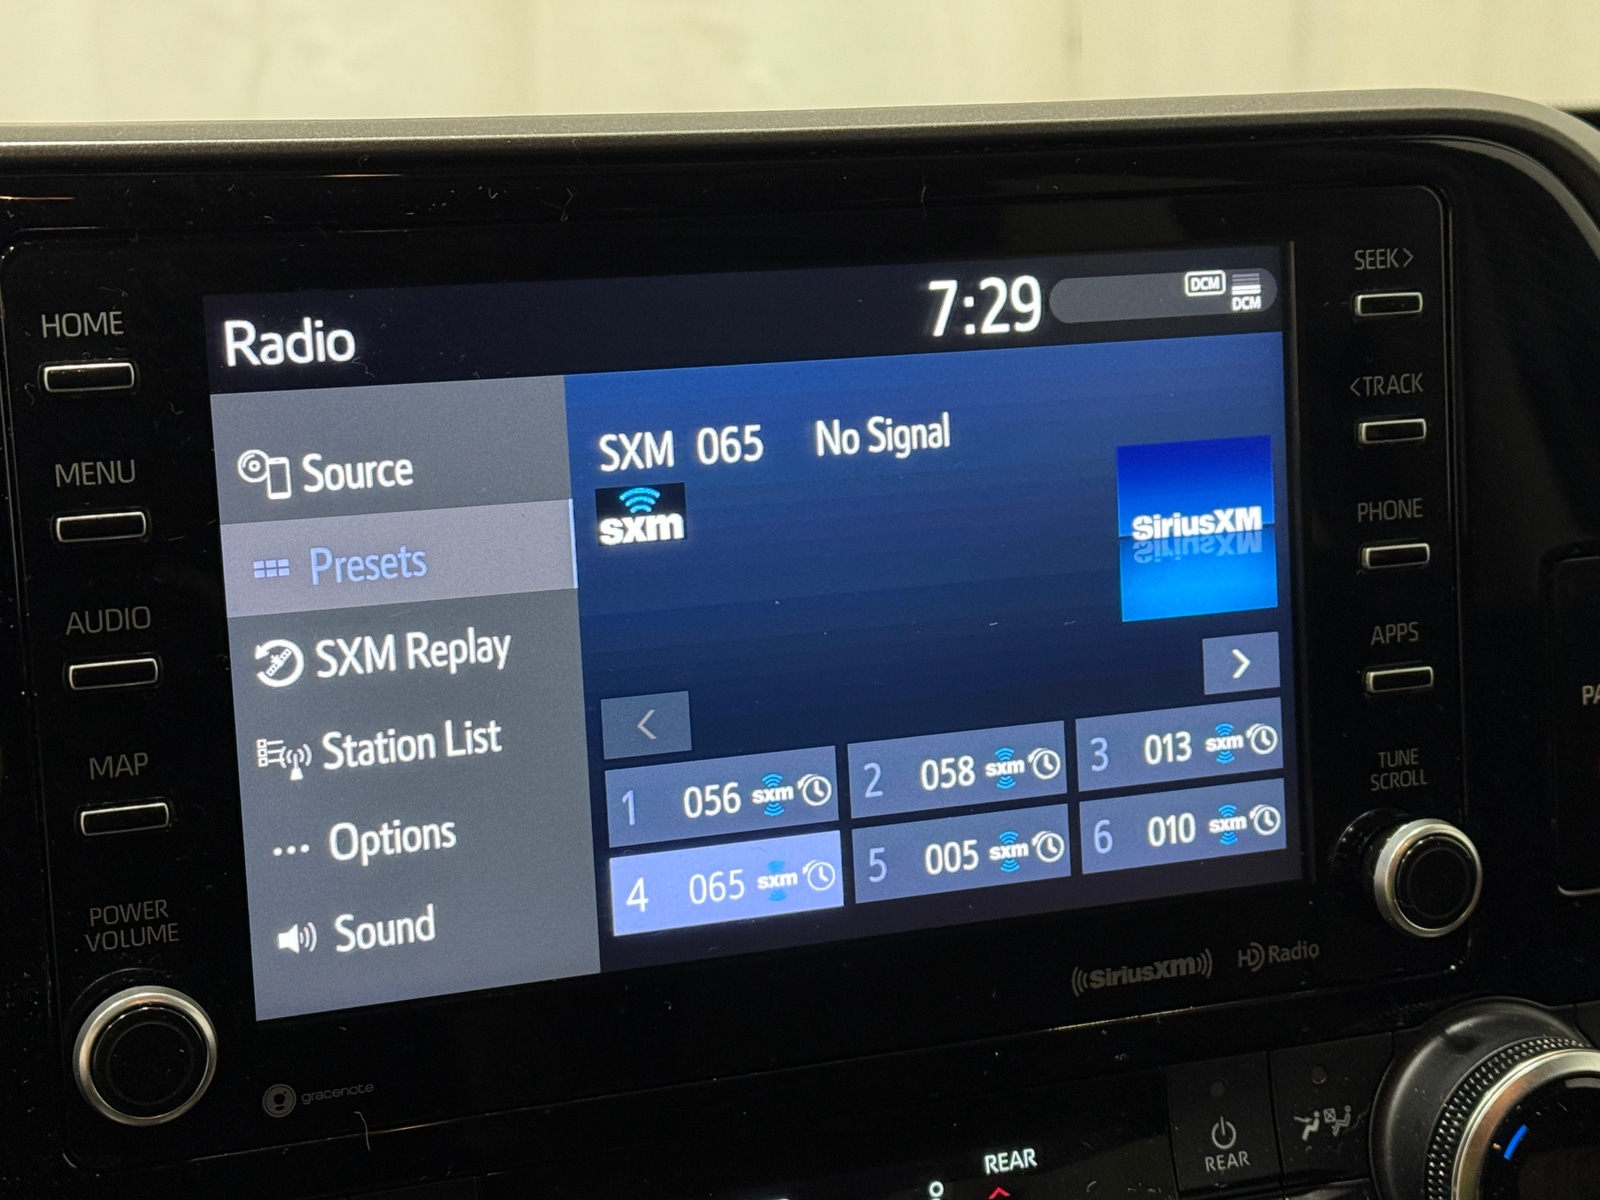 HOME
MENU
AUDIO
MAP
POWER
VOLUME
Radio
7:29
DCM
DCM
Source
Presets
SXM Replay
Station List
Options
Sound
SXM 065 No Signal
sxm
SiriusXM
<
>
1 056 sxm
2 058 sxm
3 013 sxm
4 065 sxm
5 005 sxm
6 010 sxm
SEEK>
<TRACK
PHONE
APPS
TUNE
SCROLL
PA
SiriusXM
HD Radio
gracenote
REAR
REAR